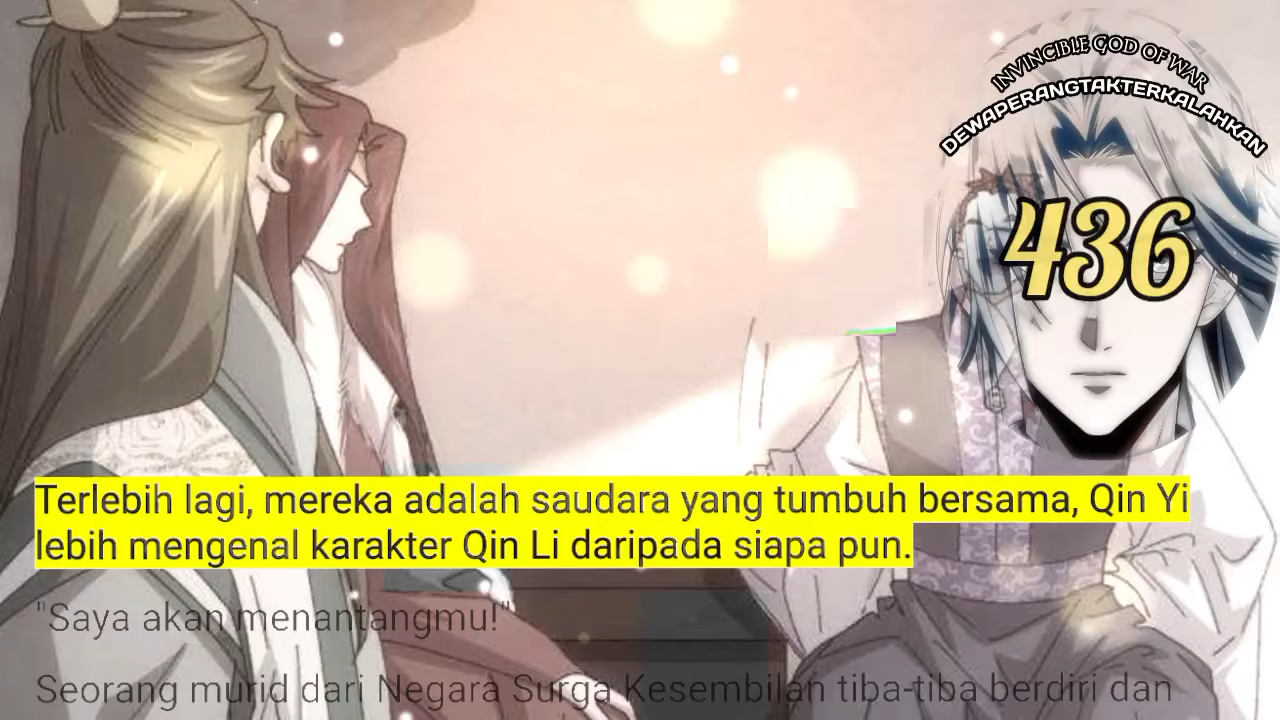 INVINCIBLE GOD OF WAR
DEWAPERANGTAKTERKALAHKAN
436
Terlebih lagi, mereka adalah saudara yang tumbuh bersama, Qin Yi
lebih mengenal karakter Qin Li daripada siapa pun.
"Saya akan menantangmu!"
Seorang murid dari Negara Surga Kesembilan tiba-tiba berdiri dan